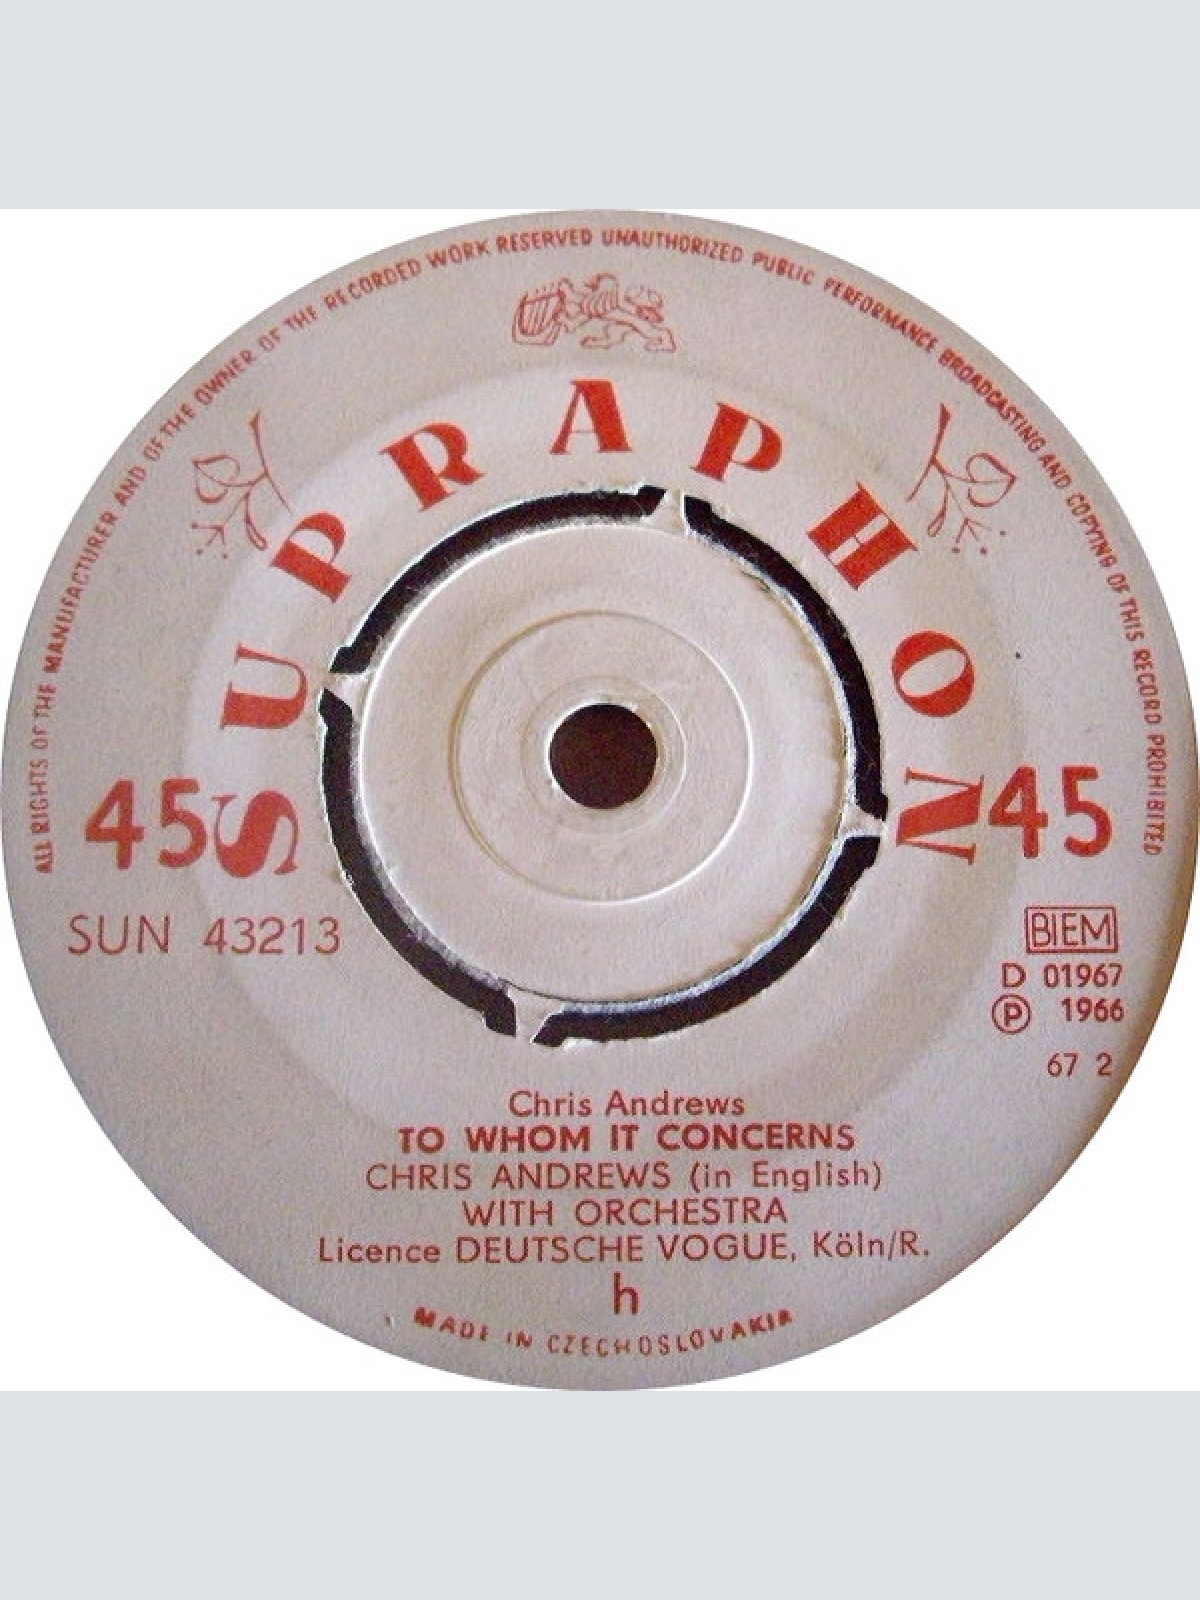 ALL RIGHTS OF THE MANUFACTURER AND OF THE OWNER OF THE RECORDED WORK RESERVED UNAUTHORIZED PUBLIC PERFORMANCE BROADCASTING AND COPYING OF THIS RECORD PROHIBITED
SUPRAPHON
45 45
SUN 43213
BIEM
D 01967
Ⓟ 1966
67 2
Chris Andrews
TO WHOM IT CONCERNS
CHRIS ANDREWS (in English)
WITH ORCHESTRA
Licence DEUTSCHE VOGUE, Köln/R.
h
MADE IN CZECHOSLOVAKIA